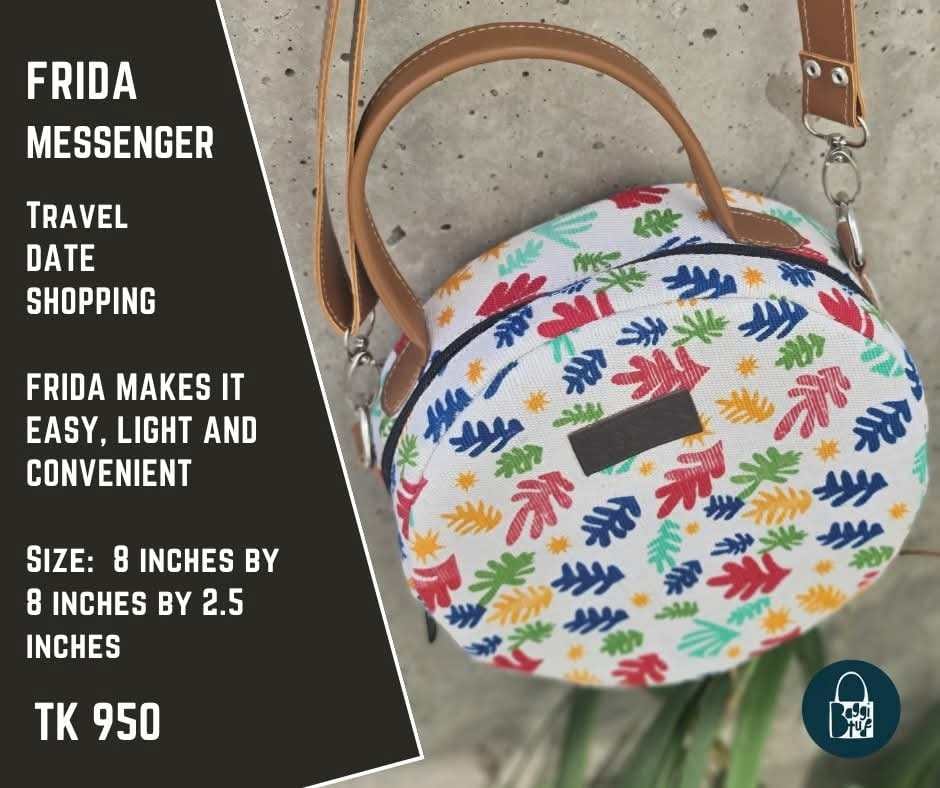 FRIDA
MESSENGER
TRAVEL
DATE
SHOPPING
FRIDA MAKES IT
EASY, LIGHT AND
CONVENIENT
SIZE: 8 INCHES BY
8 INCHES BY 2.5
INCHES
TK 950